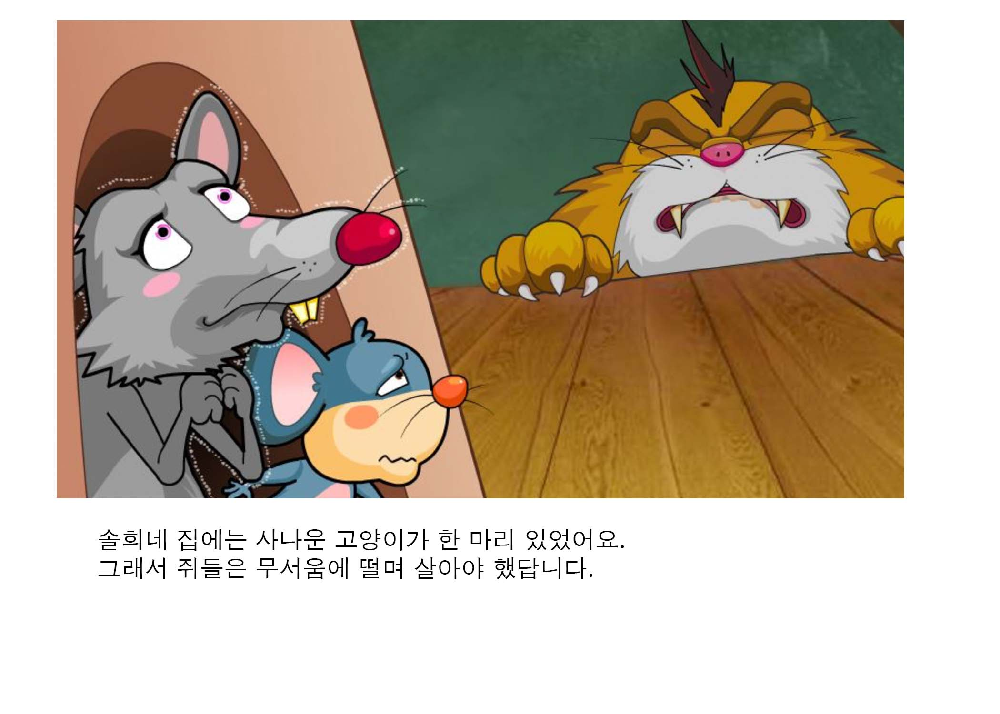 솔희네 집에는 사나운 고양이가 한 마리 있었어요.
그래서 쥐들은 무서움에 떨며 살아야 했답니다.